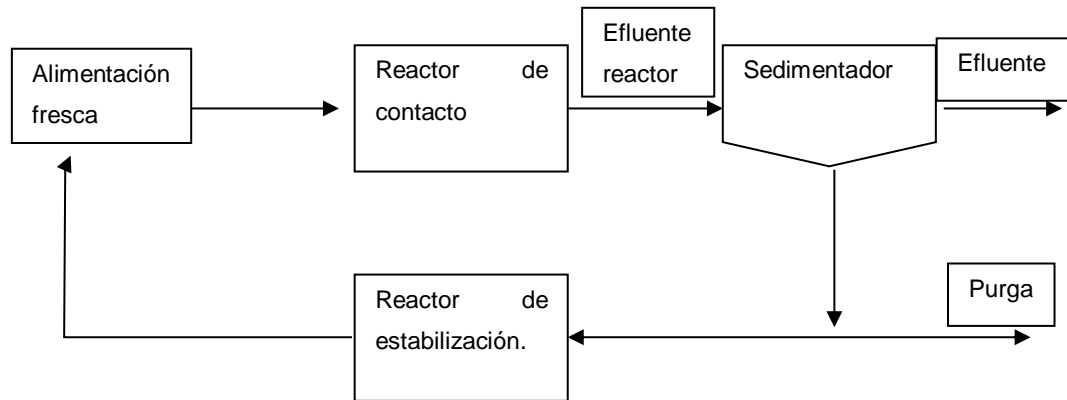 Alimentación
fresca
Reactor de
contacto
Efluente
reactor
Sedimentador
Efluente
Reactor de
estabilización.
Purga